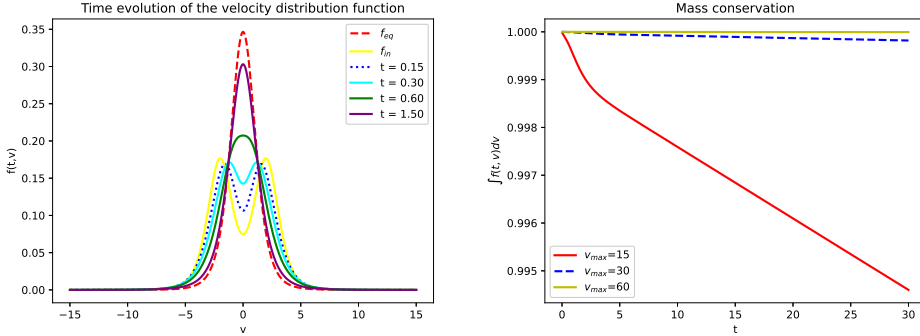 Time evolution of the velocity distribution function
f(t,v)
0.35
0.30
0.25
0.20
0.15
0.10
0.05
0.00
−15
−10
−5
0
5
10
15
v
f_eq
f_in
t = 0.15
t = 0.30
t = 0.60
t = 1.50
Mass conservation
∫ f(t, v)dv
1.000
0.999
0.998
0.997
0.996
0.995
0
5
10
15
20
25
30
t
v_max=15
v_max=30
v_max=60